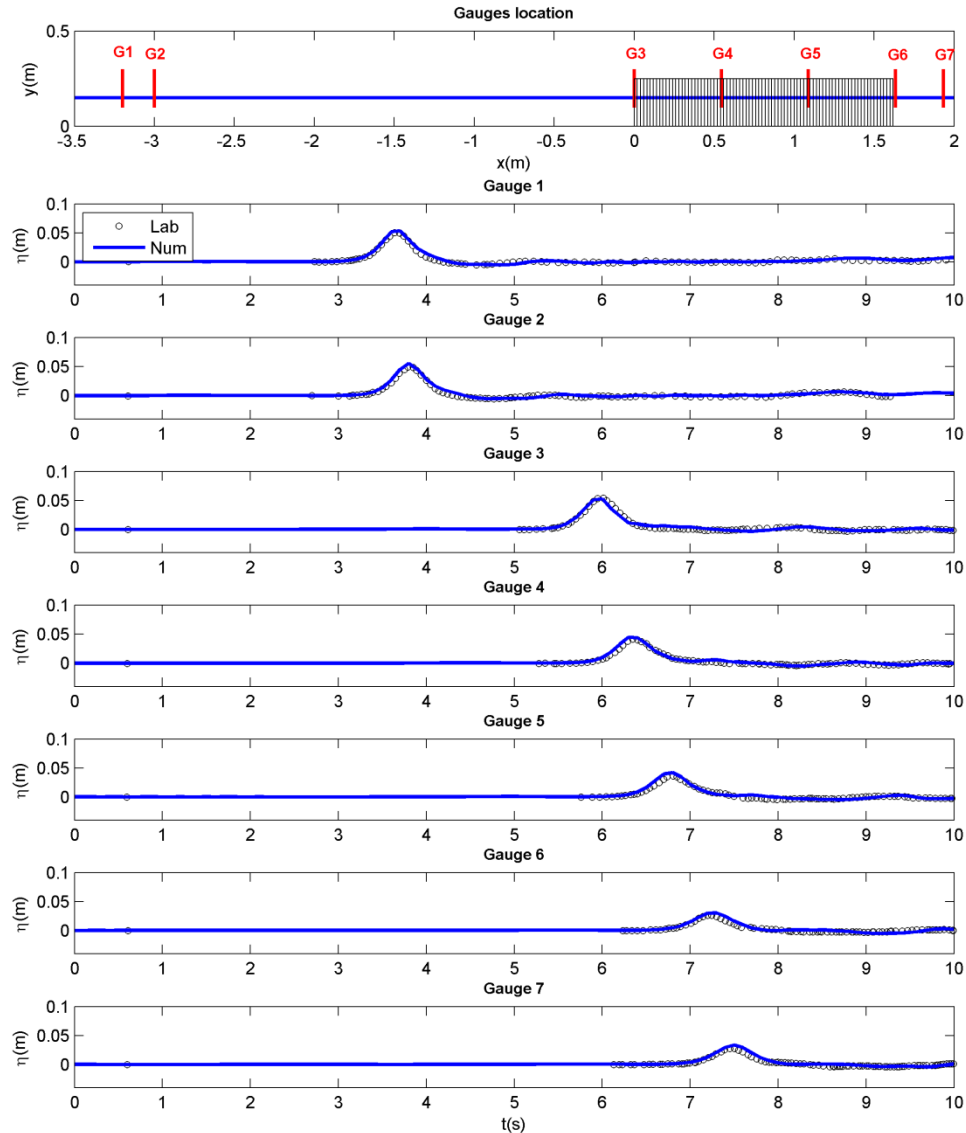 Gauges location
0.5
G1 G2 G3 G4 G5 G6 G7
y(m)
0
-3.5 -3 -2.5 -2 -1.5 -1 -0.5 0 0.5 1 1.5 2
x(m)
Gauge 1
0.1
0.05
0
η(m)
Lab
Num
0 1 2 3 4 5 6 7 8 9 10
Gauge 2
0.1
0.05
0
η(m)
0 1 2 3 4 5 6 7 8 9 10
Gauge 3
0.1
0.05
0
η(m)
0 1 2 3 4 5 6 7 8 9 10
Gauge 4
0.1
0.05
0
η(m)
0 1 2 3 4 5 6 7 8 9 10
Gauge 5
0.1
0.05
0
η(m)
0 1 2 3 4 5 6 7 8 9 10
Gauge 6
0.1
0.05
0
η(m)
0 1 2 3 4 5 6 7 8 9 10
Gauge 7
0.1
0.05
0
η(m)
0 1 2 3 4 5 6 7 8 9 10
t(s)